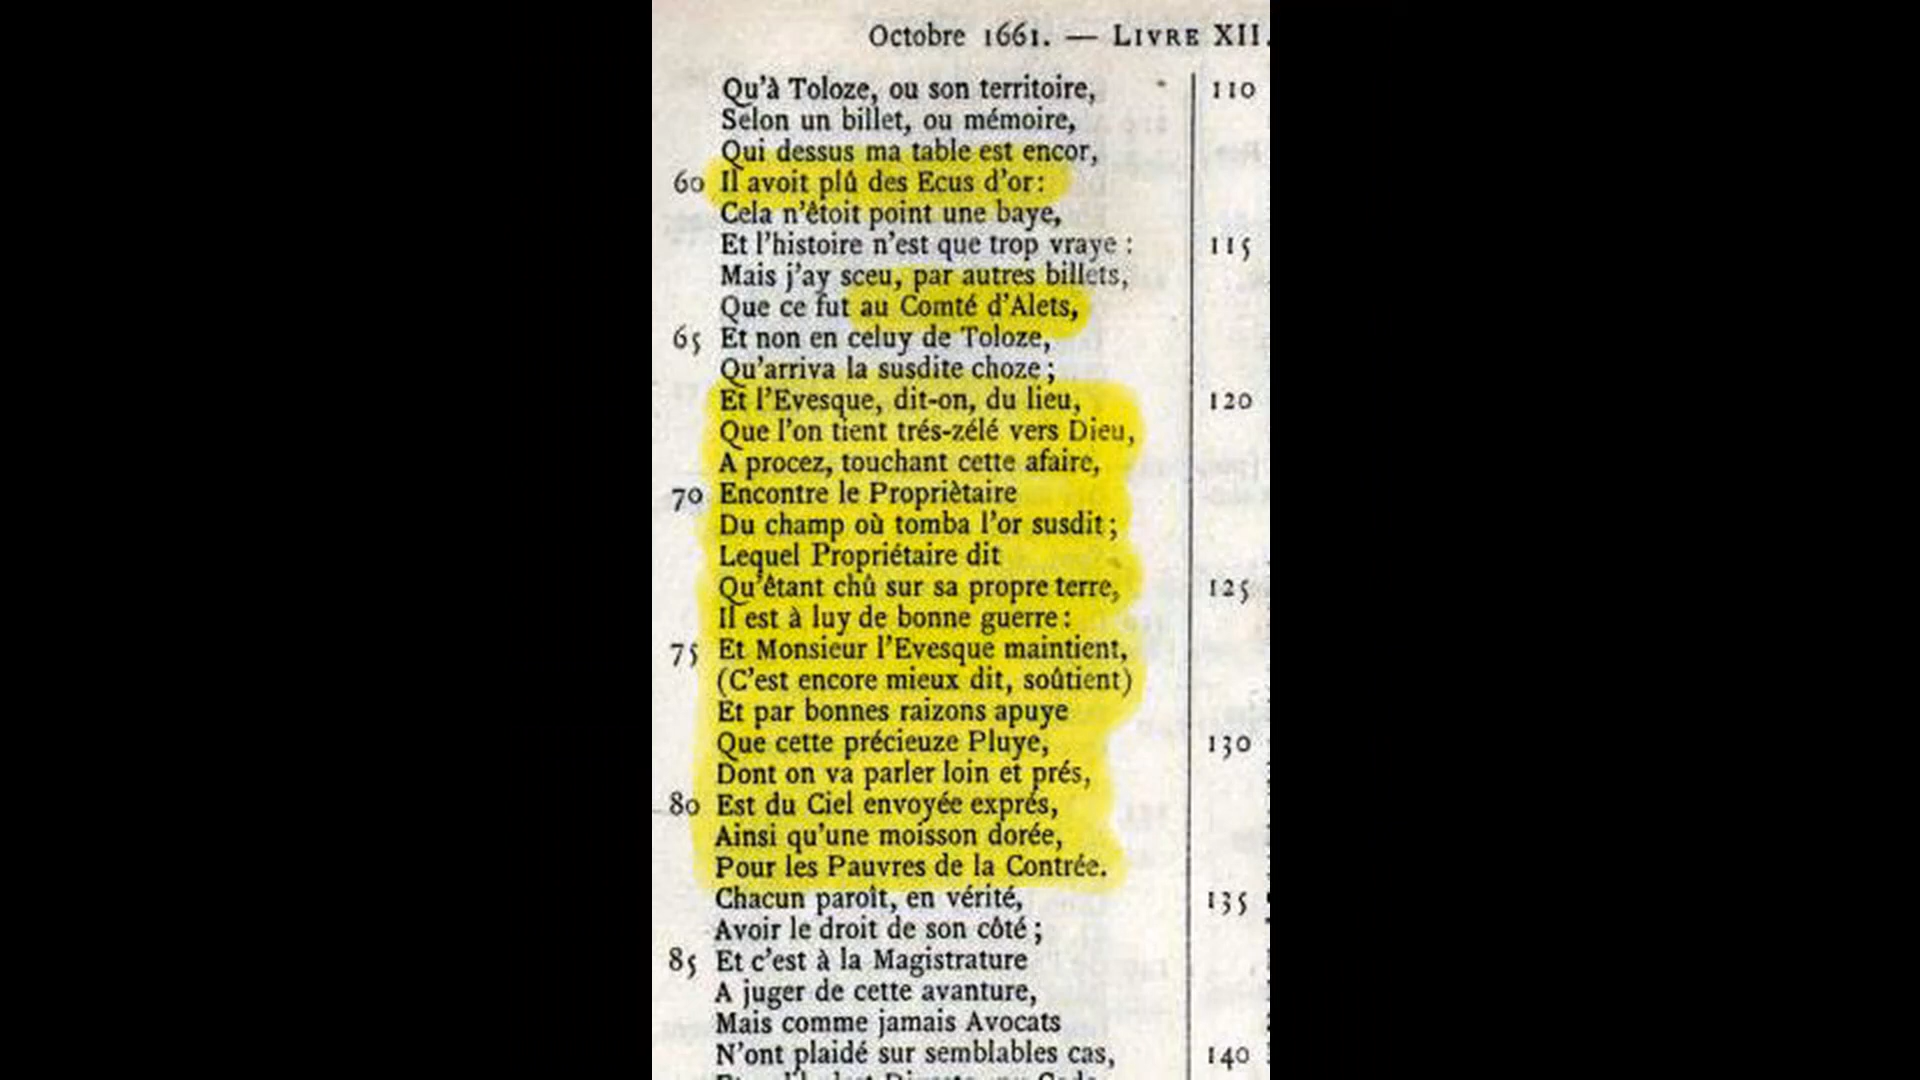 Octobre 1661. — LIVRE XII.
Qu'à Toloze, ou son territoire,
Selon un billet, ou mémoire,
Qui dessus ma table est encor,
60 Il avoit plû des Ecus d'or:
Cela n'êtoit point une baye,
Et l'histoire n'est que trop vraye :
Mais j'ay sceu, par autres billets,
Que ce fut au Comté d'Alets,
65 Et non en celuy de Toloze,
Qu'arriva la susdite choze ;
Et l'Evesque, dit-on, du lieu,
Que l'on tient trés-zélé vers Dieu,
A procez, touchant cette afaire,
70 Encontre le Propriètaire
Du champ où tomba l'or susdit ;
Lequel Propriétaire dit
Qu'êtant chû sur sa propre terre,
Il est à luy de bonne guerre :
75 Et Monsieur l'Evesque maintient,
(C'est encore mieux dit, soûtient)
Et par bonnes raizons apuye
Que cette précieuze Pluye,
Dont on va parler loin et prés,
80 Est du Ciel envoyée exprés,
Ainsi qu'une moisson dorée,
Pour les Pauvres de la Contrée.
Chacun paroît, en vérité,
Avoir le droit de son côté ;
85 Et c'est à la Magistrature
A juger de cette avanture,
Mais comme jamais Avocats
N'ont plaidé sur semblables cas,
110
115
120
125
130
135
140